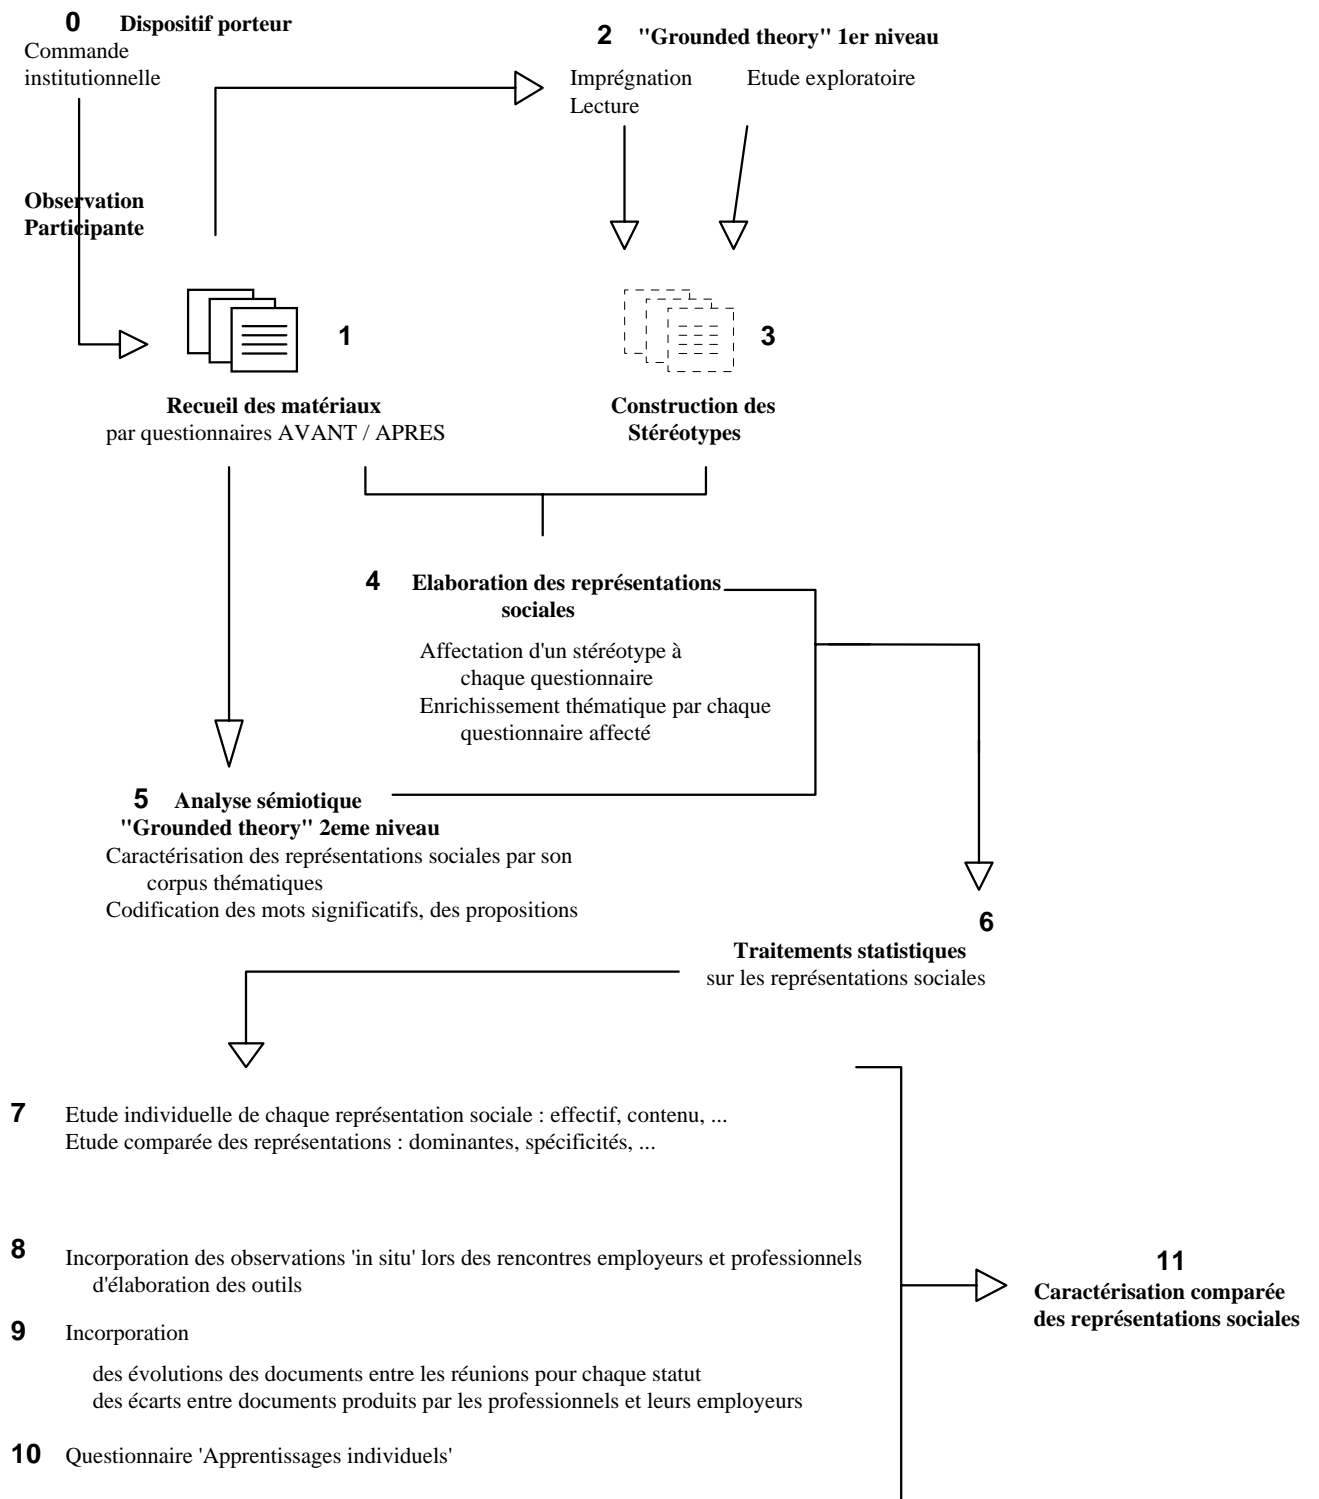 0 Dispositif porteur
Commande
institutionnelle
2 "Grounded theory" 1er niveau
Imprégnation Etude exploratoire
Lecture
Observation
Participante
1
3
Recueil des matériaux
par questionnaires AVANT / APRES
Construction des
Stéréotypes
4 Elaboration des représentations
sociales
Affectation d'un stéréotype à
chaque questionnaire
Enrichissement thématique par chaque
questionnaire affecté
5 Analyse sémiotique
"Grounded theory" 2eme niveau
Caractérisation des représentations sociales par son
corpus thématiques
Codification des mots significatifs, des propositions
6
Traitements statistiques
sur les représentations sociales
7 Etude individuelle de chaque représentation sociale : effectif, contenu, ...
Etude comparée des représentations : dominantes, spécificités, ...
8 Incorporation des observations 'in situ' lors des rencontres employeurs et professionnels
d'élaboration des outils
9 Incorporation
des évolutions des documents entre les réunions pour chaque statut
des écarts entre documents produits par les professionnels et leurs employeurs
10 Questionnaire 'Apprentissages individuels'
11
Caractérisation comparée
des représentations sociales